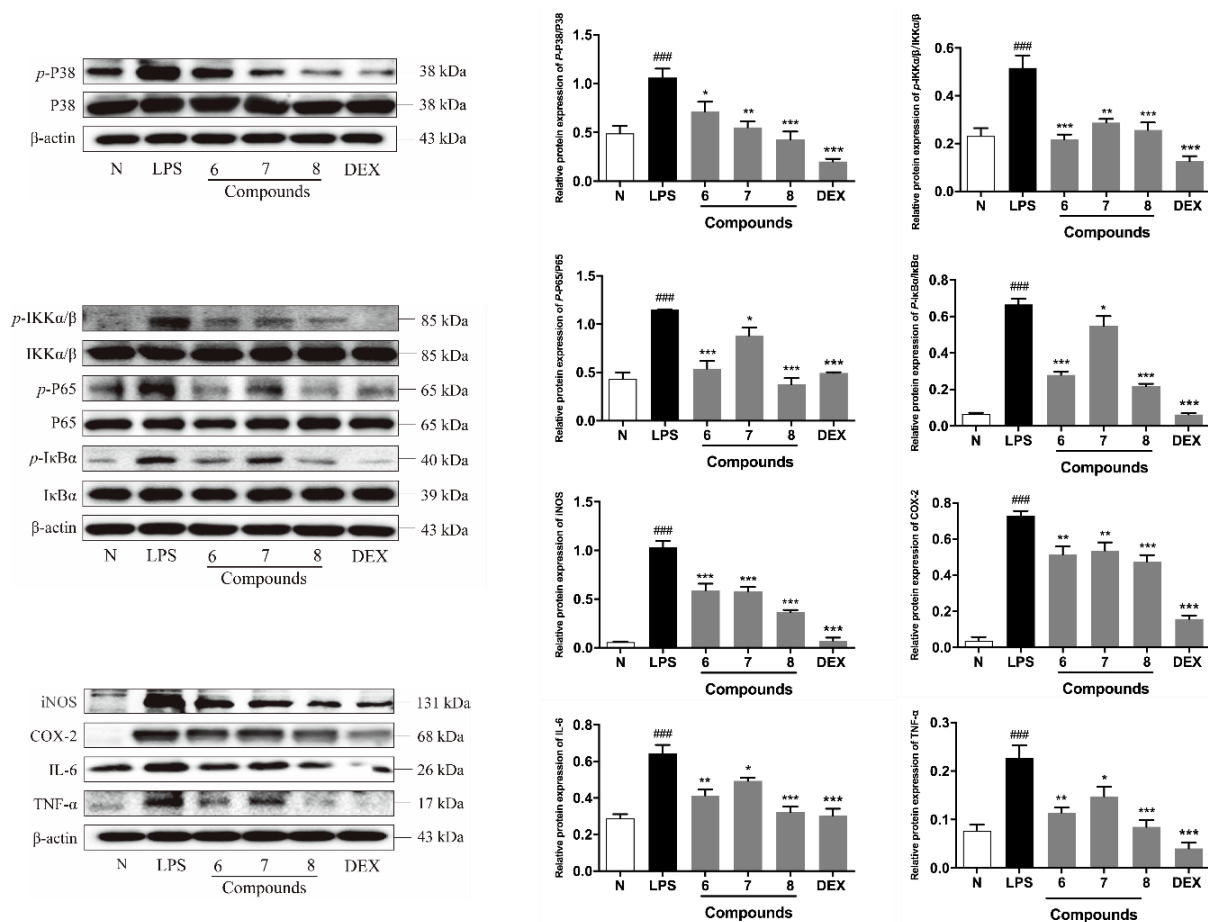 p-P38
38 kDa
P38
38 kDa
β-actin
43 kDa
N LPS 6 7 8 DEX
Compounds
p-IKKα/β
85 kDa
IKKα/β
85 kDa
p-P65
65 kDa
P65
65 kDa
p-IκBα
40 kDa
IκBα
39 kDa
β-actin
43 kDa
N LPS 6 7 8 DEX
Compounds
iNOS
131 kDa
COX-2
68 kDa
IL-6
26 kDa
TNF-α
17 kDa
β-actin
43 kDa
N LPS 6 7 8 DEX
Compounds
Relative protein expression of P-P38/P38
1.5
1.0
0.5
0.0
###
*
**
***
***
N LPS 6 7 8 DEX
Compounds
Relative protein expression of p-IKKα/β/IKKα/β
0.6
0.4
0.2
0.0
###
***
**
***
***
N LPS 6 7 8 DEX
Compounds
Relative protein expression of P-P65/P65
1.5
1.0
0.5
0.0
###
***
*
***
***
N LPS 6 7 8 DEX
Compounds
Relative protein expression of P-IκBα/IκBα
0.8
0.6
0.4
0.2
0.0
###
***
*
***
***
N LPS 6 7 8 DEX
Compounds
Relative protein expression of iNOS
1.5
1.0
0.5
0.0
###
***
***
***
***
N LPS 6 7 8 DEX
Compounds
Relative protein expression of COX-2
0.8
0.6
0.4
0.2
0.0
###
**
**
***
***
N LPS 6 7 8 DEX
Compounds
Relative protein expression of IL-6
0.8
0.6
0.4
0.2
0.0
###
**
*
***
***
N LPS 6 7 8 DEX
Compounds
Relative protein expression of TNF-α
0.3
0.2
0.1
0.0
###
**
*
***
***
N LPS 6 7 8 DEX
Compounds